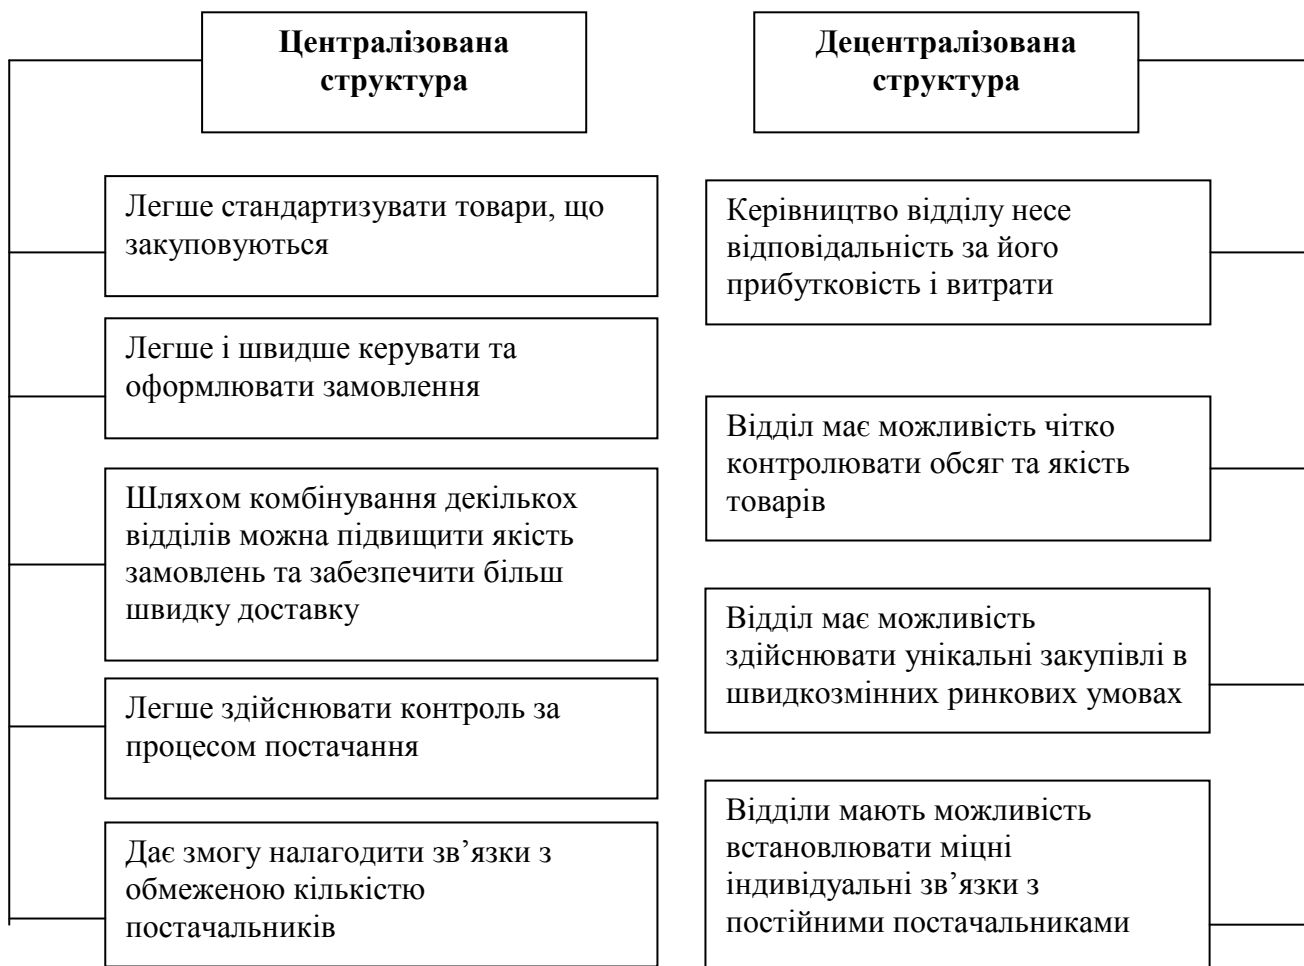 Централізована
структура
Легше стандартизувати товари, що
закуповуються
Легше і швидше керувати та
оформлювати замовлення
Шляхом комбінування декількох
відділів можна підвищити якість
замовлень та забезпечити більш
швидку доставку
Легше здійснювати контроль за
процесом постачання
Дає змогу налагодити зв’язки з
обмеженою кількістю
постачальників
Децентралізована
структура
Керівництво відділу несе
відповідальність за його
прибутковість і витрати
Відділ має можливість чітко
контролювати обсяг та якість
товарів
Відділ має можливість
здійснювати унікальні закупівлі в
швидкозмінних ринкових умовах
Відділи мають можливість
встановлювати міцні
індивідуальні зв’язки з
постійними постачальниками